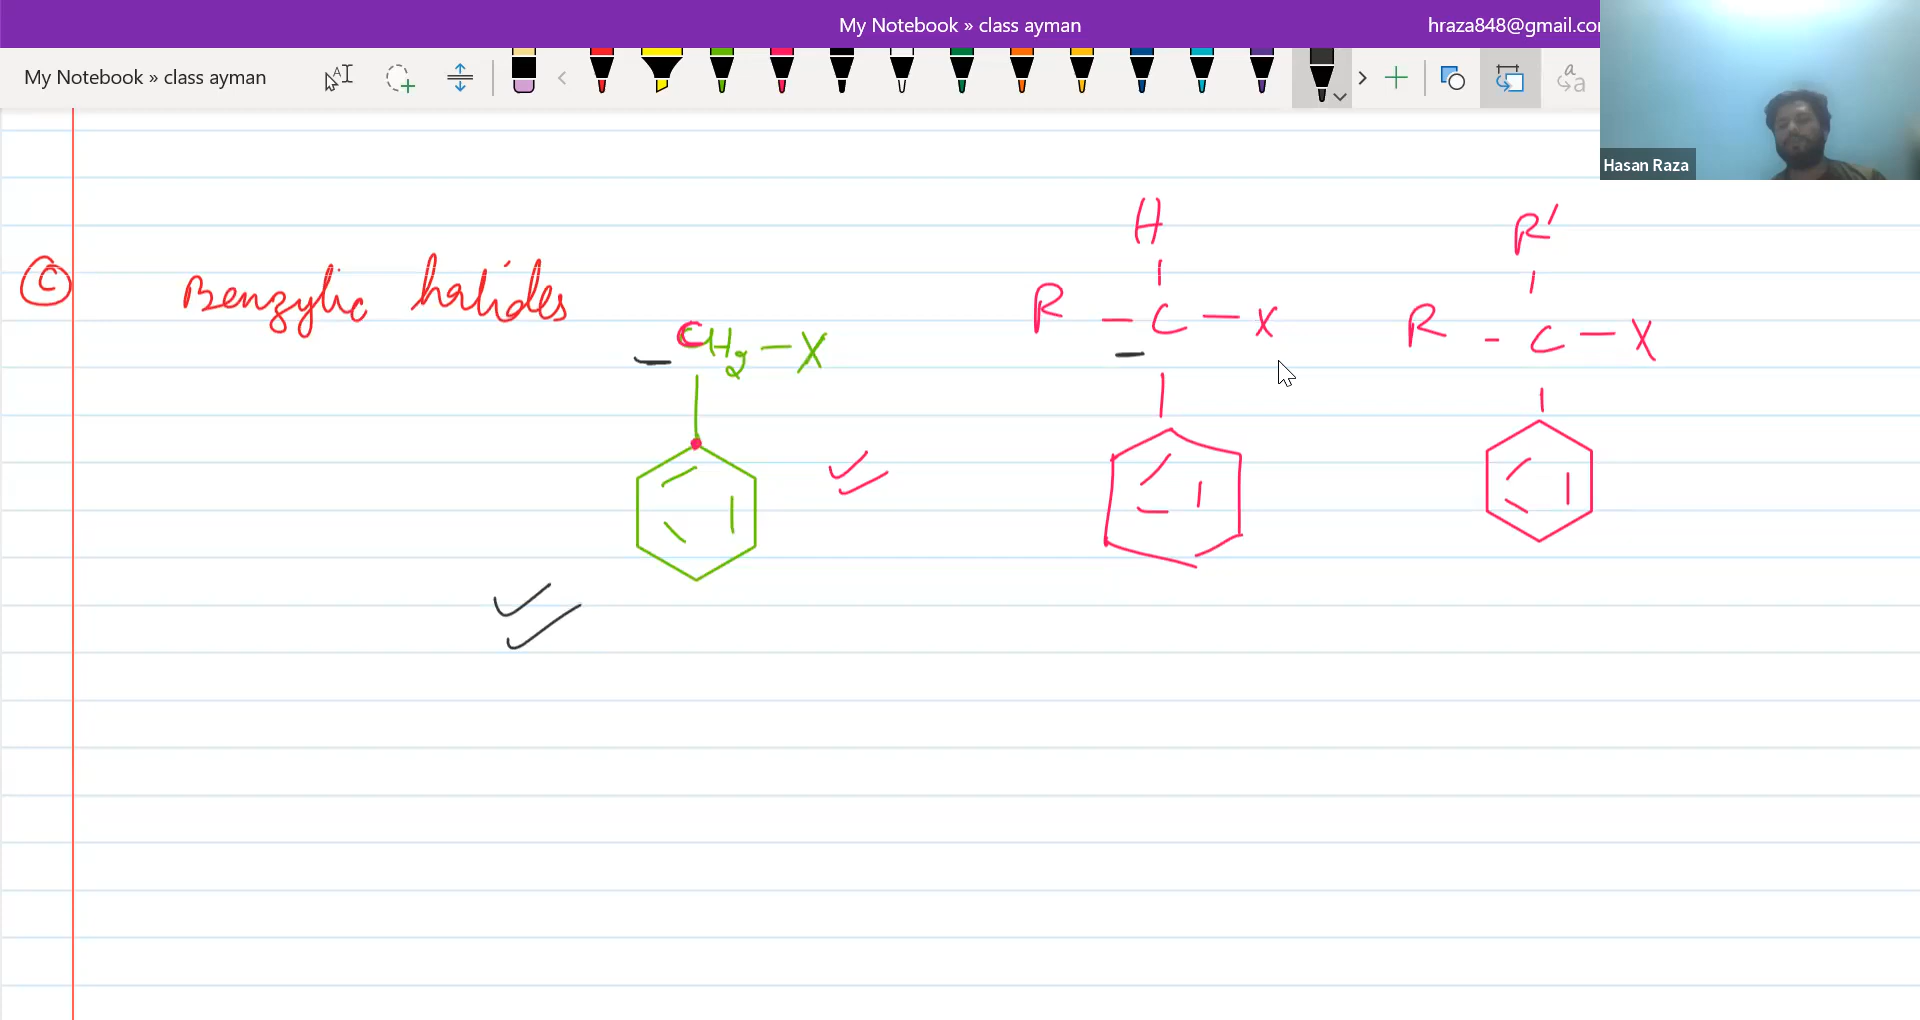 My Notebook » class ayman
hraza848@gmail.co
My Notebook » class ayman
Hasan Raza
H
R'
C Benzylic halides
R – C – X
R – C – X
CH2 – X